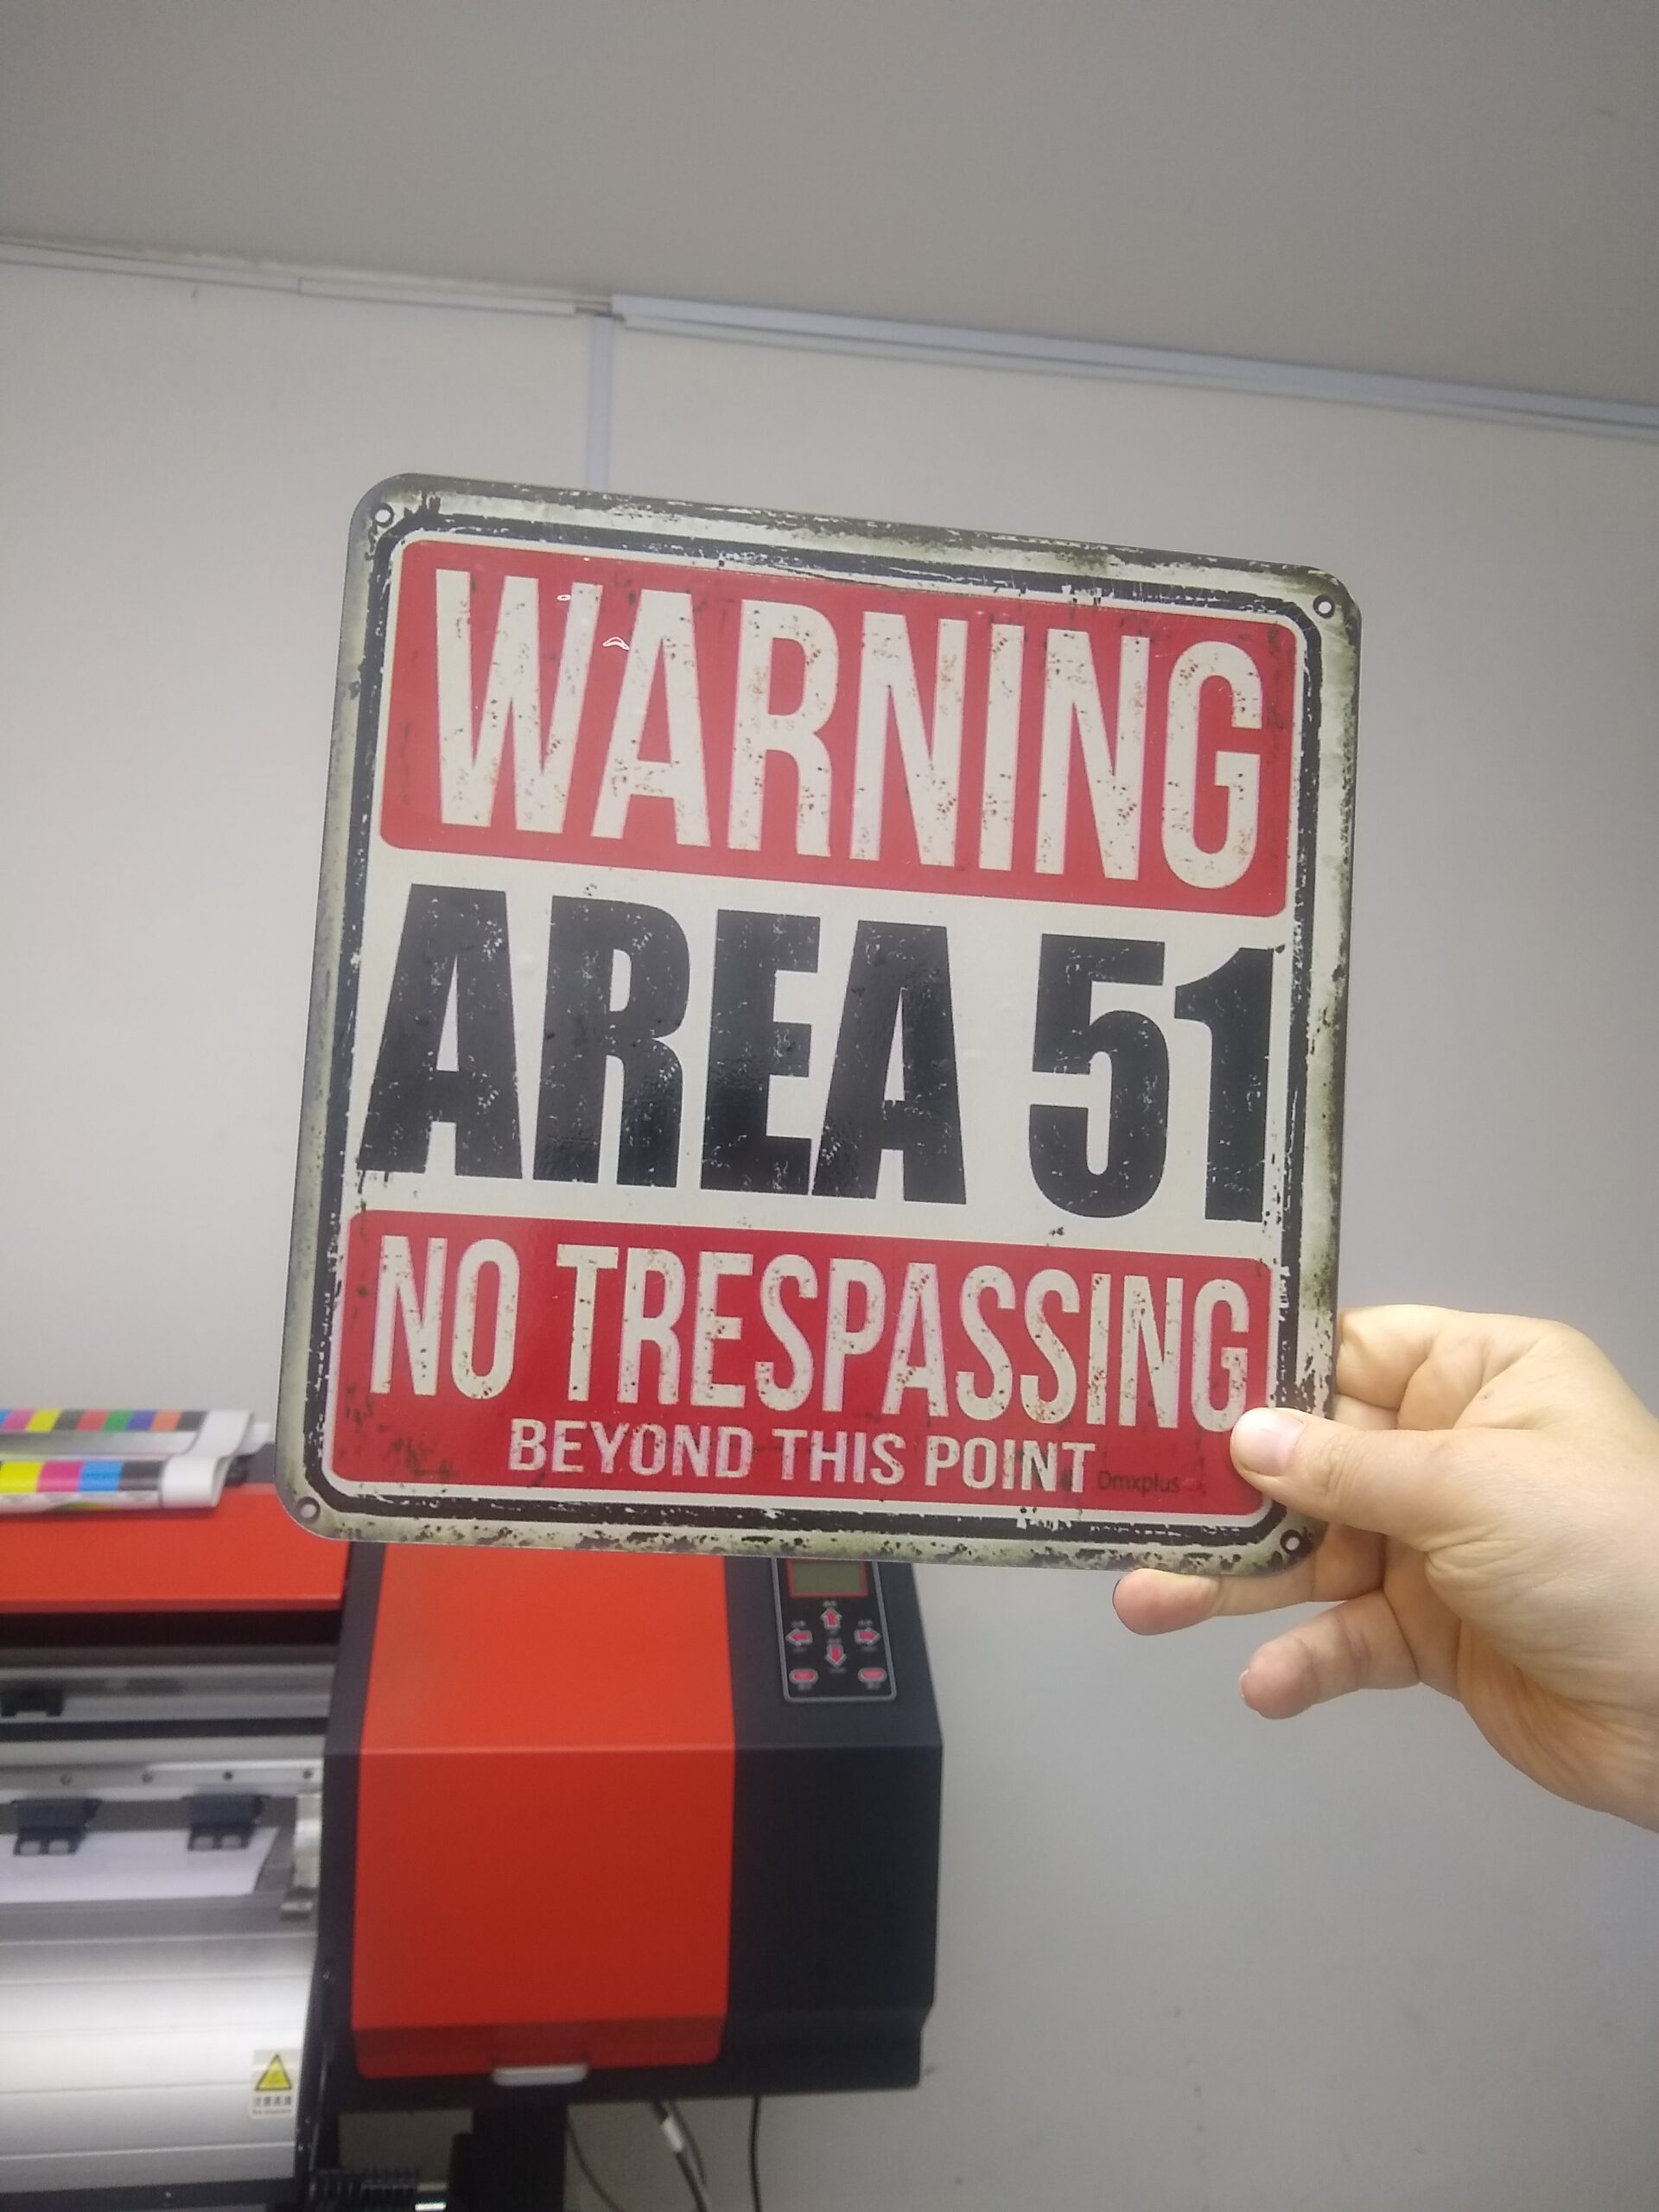 WARNING
AREA 51
NO TRESPASSING
BEYOND THIS POINT
Dmxplus